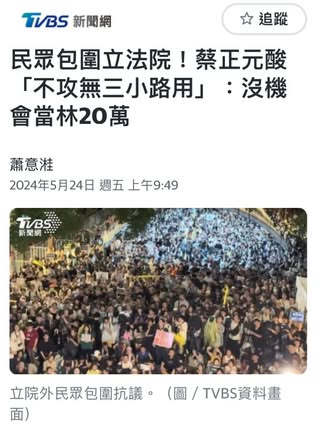 TVBS 新聞網
☆ 追蹤
民眾包圍立法院！蔡正元酸
「不攻無三小路用」：沒機
會當林20萬
蕭意溎
2024年5月24日 週五 上午9:49
TVBS
新聞網
立院外民眾包圍抗議。（圖／TVBS資料畫
面）